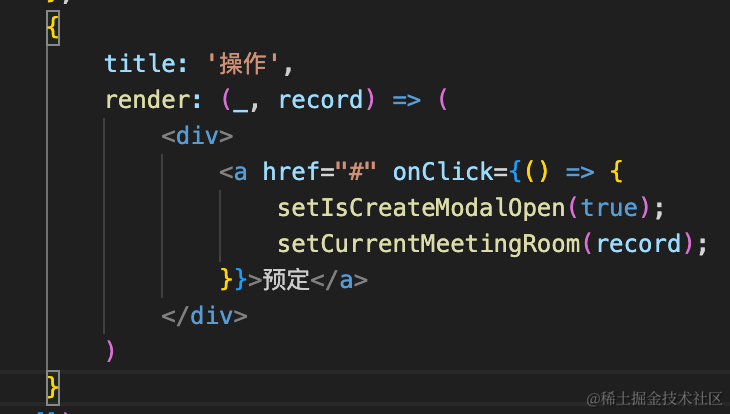 {
title: '操作',
render: (_, record) => (
<div>
<a href="#" onClick={() => {
setIsCreateModalOpen(true);
setCurrentMeetingRoom(record);
}}>预定</a>
</div>
)
}
@稀土掘金技术社区